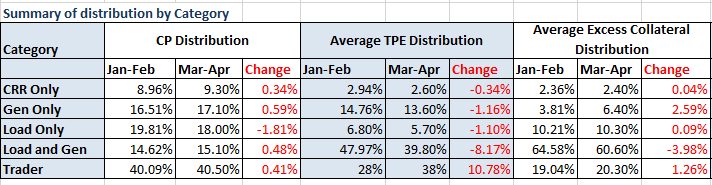 Summary of distribution by Category
Category CP Distribution Average TPE Distribution Average Excess Collateral Distribution
Jan-Feb Mar-Apr Change Jan-Feb Mar-Apr Change Jan-Feb Mar-Apr Change
CRR Only 8.96% 9.30% 0.34% 2.94% 2.60% -0.34% 2.36% 2.40% 0.04%
Gen Only 16.51% 17.10% 0.59% 14.76% 13.60% -1.16% 3.81% 6.40% 2.59%
Load Only 19.81% 18.00% -1.81% 6.80% 5.70% -1.10% 10.21% 10.30% 0.09%
Load and Gen 14.62% 15.10% 0.48% 47.97% 39.80% -8.17% 64.58% 60.60% -3.98%
Trader 40.09% 40.50% 0.41% 28% 38% 10.78% 19.04% 20.30% 1.26%